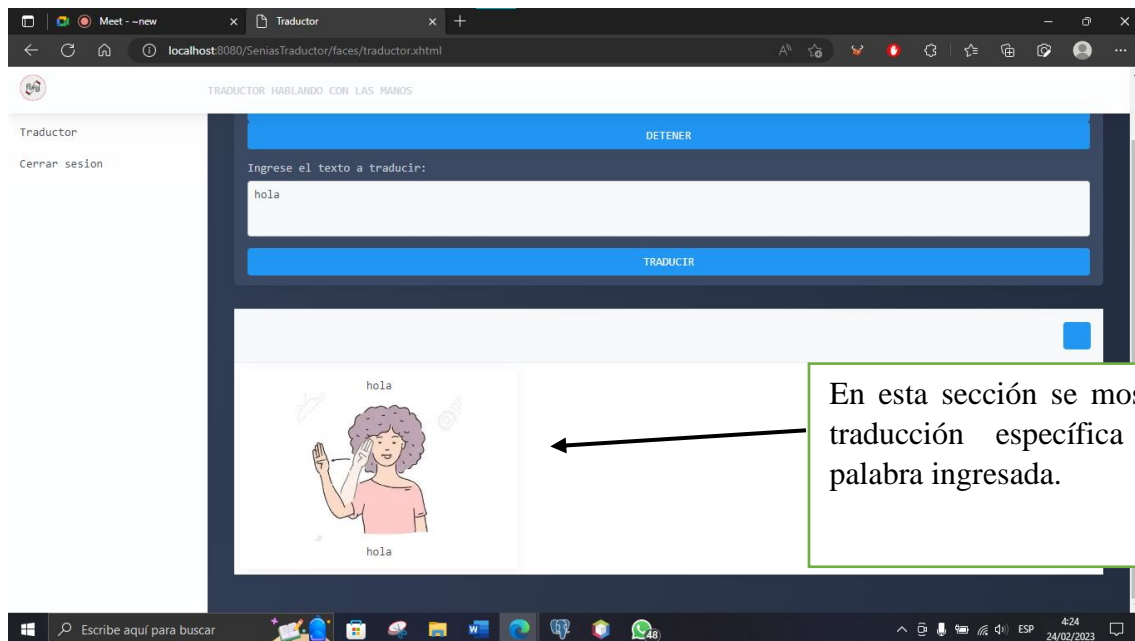 Meet - ~new
Traductor
localhost:8080/SeniasTraductor/faces/traductor.xhtml
TRADUCTOR HABLANDO CON LAS MANOS
Traductor
Cerrar sesion
DETENER
Ingrese el texto a traducir:
hola
TRADUCIR
hola
hola
En esta sección se mos
traducción específica
palabra ingresada.
Escribe aquí para buscar
48
ESP
4:24
24/02/2023